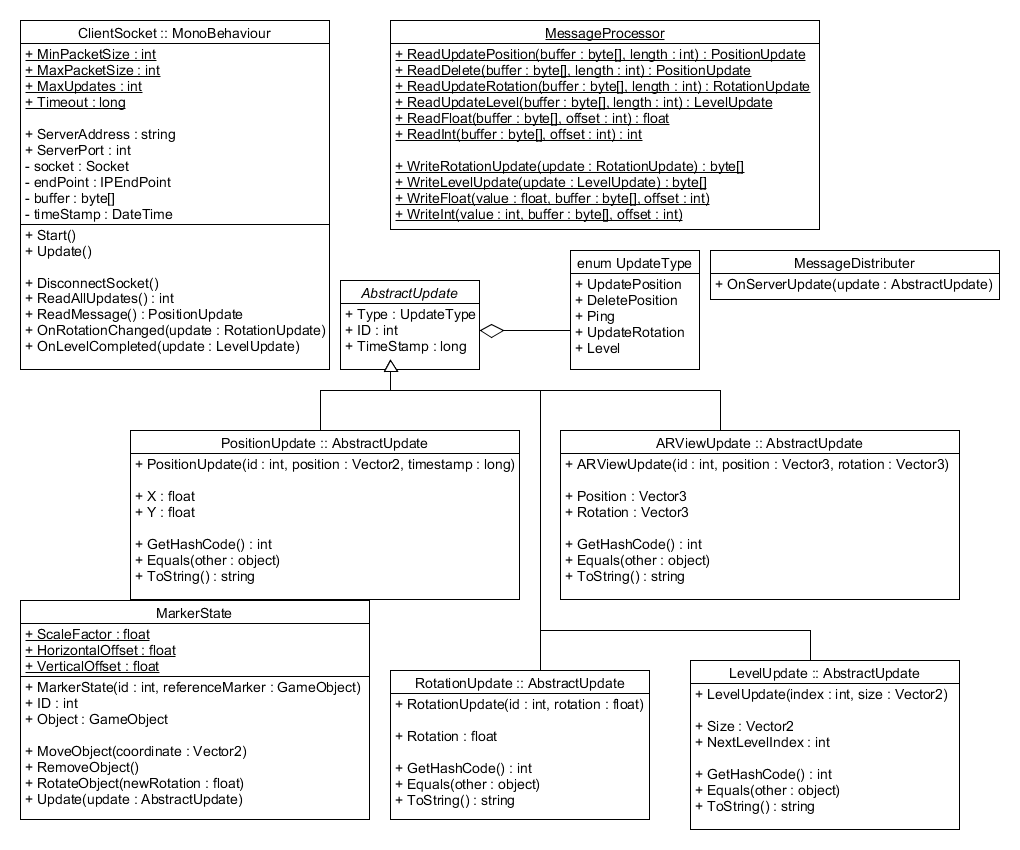 ClientSocket :: MonoBehaviour
+ MinPacketSize : int
+ MaxPacketSize : int
+ MaxUpdates : int
+ Timeout : long
+ ServerAddress : string
+ ServerPort : int
- socket : Socket
- endPoint : IPEndPoint
- buffer : byte[]
- timeStamp : DateTime
+ Start()
+ Update()
+ DisconnectSocket()
+ ReadAllUpdates() : int
+ ReadMessage() : PositionUpdate
+ OnRotationChanged(update : RotationUpdate)
+ OnLevelCompleted(update : LevelUpdate)
MessageProcessor
+ ReadUpdatePosition(buffer : byte[], length : int) : PositionUpdate
+ ReadDelete(buffer : byte[], length : int) : PositionUpdate
+ ReadUpdateRotation(buffer : byte[], length : int) : RotationUpdate
+ ReadUpdateLevel(buffer : byte[], length : int) : LevelUpdate
+ ReadFloat(buffer : byte[], offset : int) : float
+ ReadInt(buffer : byte[], offset : int) : int
+ WriteRotationUpdate(update : RotationUpdate) : byte[]
+ WriteLevelUpdate(update : LevelUpdate) : byte[]
+ WriteFloat(value : float, buffer : byte[], offset : int)
+ WriteInt(value : int, buffer : byte[], offset : int)
AbstractUpdate
+ Type : UpdateType
+ ID : int
+ TimeStamp : long
enum UpdateType
+ UpdatePosition
+ DeletePosition
+ Ping
+ UpdateRotation
+ Level
MessageDistributer
+ OnServerUpdate(update : AbstractUpdate)
PositionUpdate :: AbstractUpdate
+ PositionUpdate(id : int, position : Vector2, timestamp : long)
+ X : float
+ Y : float
+ GetHashCode() : int
+ Equals(other : object)
+ ToString() : string
ARViewUpdate :: AbstractUpdate
+ ARViewUpdate(id : int, position : Vector3, rotation : Vector3)
+ Position : Vector3
+ Rotation : Vector3
+ GetHashCode() : int
+ Equals(other : object)
+ ToString() : string
MarkerState
+ ScaleFactor : float
+ HorizontalOffset : float
+ VerticalOffset : float
+ MarkerState(id : int, referenceMarker : GameObject)
+ ID : int
+ Object : GameObject
+ MoveObject(coordinate : Vector2)
+ RemoveObject()
+ RotateObject(newRotation : float)
+ Update(update : AbstractUpdate)
RotationUpdate :: AbstractUpdate
+ RotationUpdate(id : int, rotation : float)
+ Rotation : float
+ GetHashCode() : int
+ Equals(other : object)
+ ToString() : string
LevelUpdate :: AbstractUpdate
+ LevelUpdate(index : int, size : Vector2)
+ Size : Vector2
+ NextLevelIndex : int
+ GetHashCode() : int
+ Equals(other : object)
+ ToString() : string